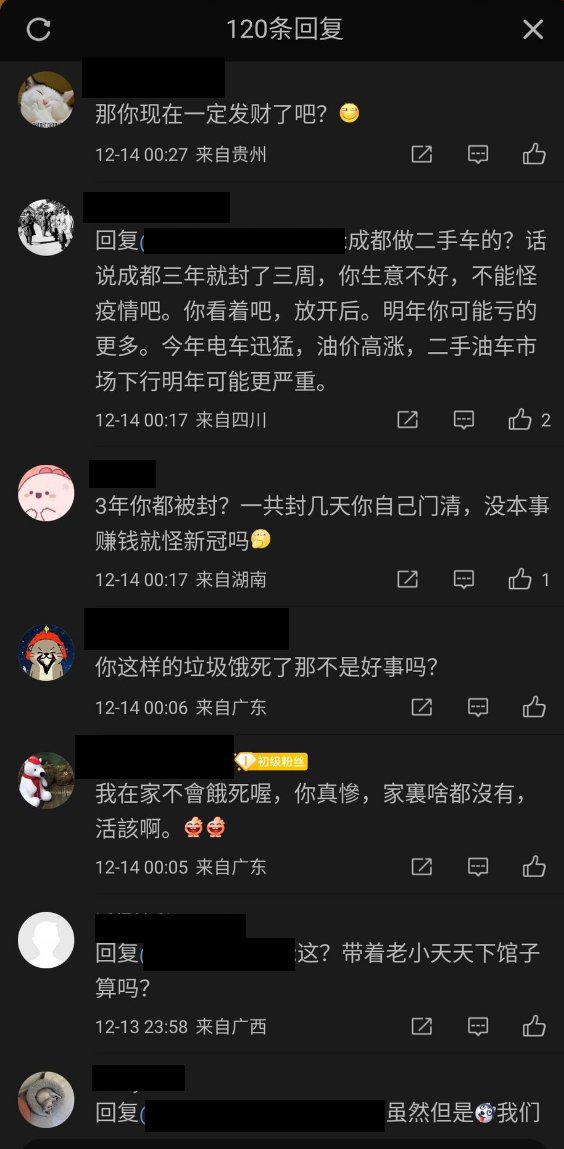 120条回复
那你现在一定发财了吧？
12-14 00:27 来自贵州
回复@ :成都做二手车的？话
说成都三年就封了三周，你生意不好，不能怪
疫情吧。你看着吧，放开后。明年你可能亏的
更多。今年电车迅猛，油价高涨，二手油车市
场下行明年可能更严重。
12-14 00:17 来自四川
2
3年你都被封？一共封几天你自己门清，没本事
赚钱就怪新冠吗
12-14 00:17 来自湖南
1
你这样的垃圾饿死了那不是好事吗？
12-14 00:06 来自广东
1 初级粉丝
我在家不會餓死喔，你真慘，家裏啥都沒有，
活該啊。
12-14 00:05 来自广东
回复 这？带着老小天天下馆子
算吗？
12-13 23:58 来自广西
回复 虽然但是 我们